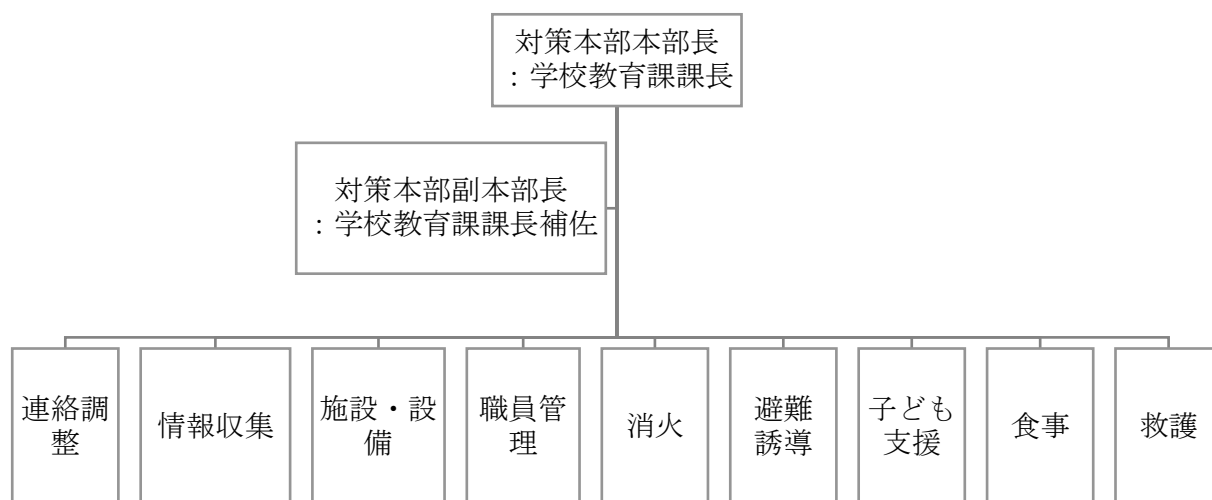 対策本部本部長
：学校教育課課長
対策本部副本部長
：学校教育課課長補佐
連絡調
整
情報収集
施設・設
備
職員管
理
消火
避難
誘導
子ども
支援
食事
救護